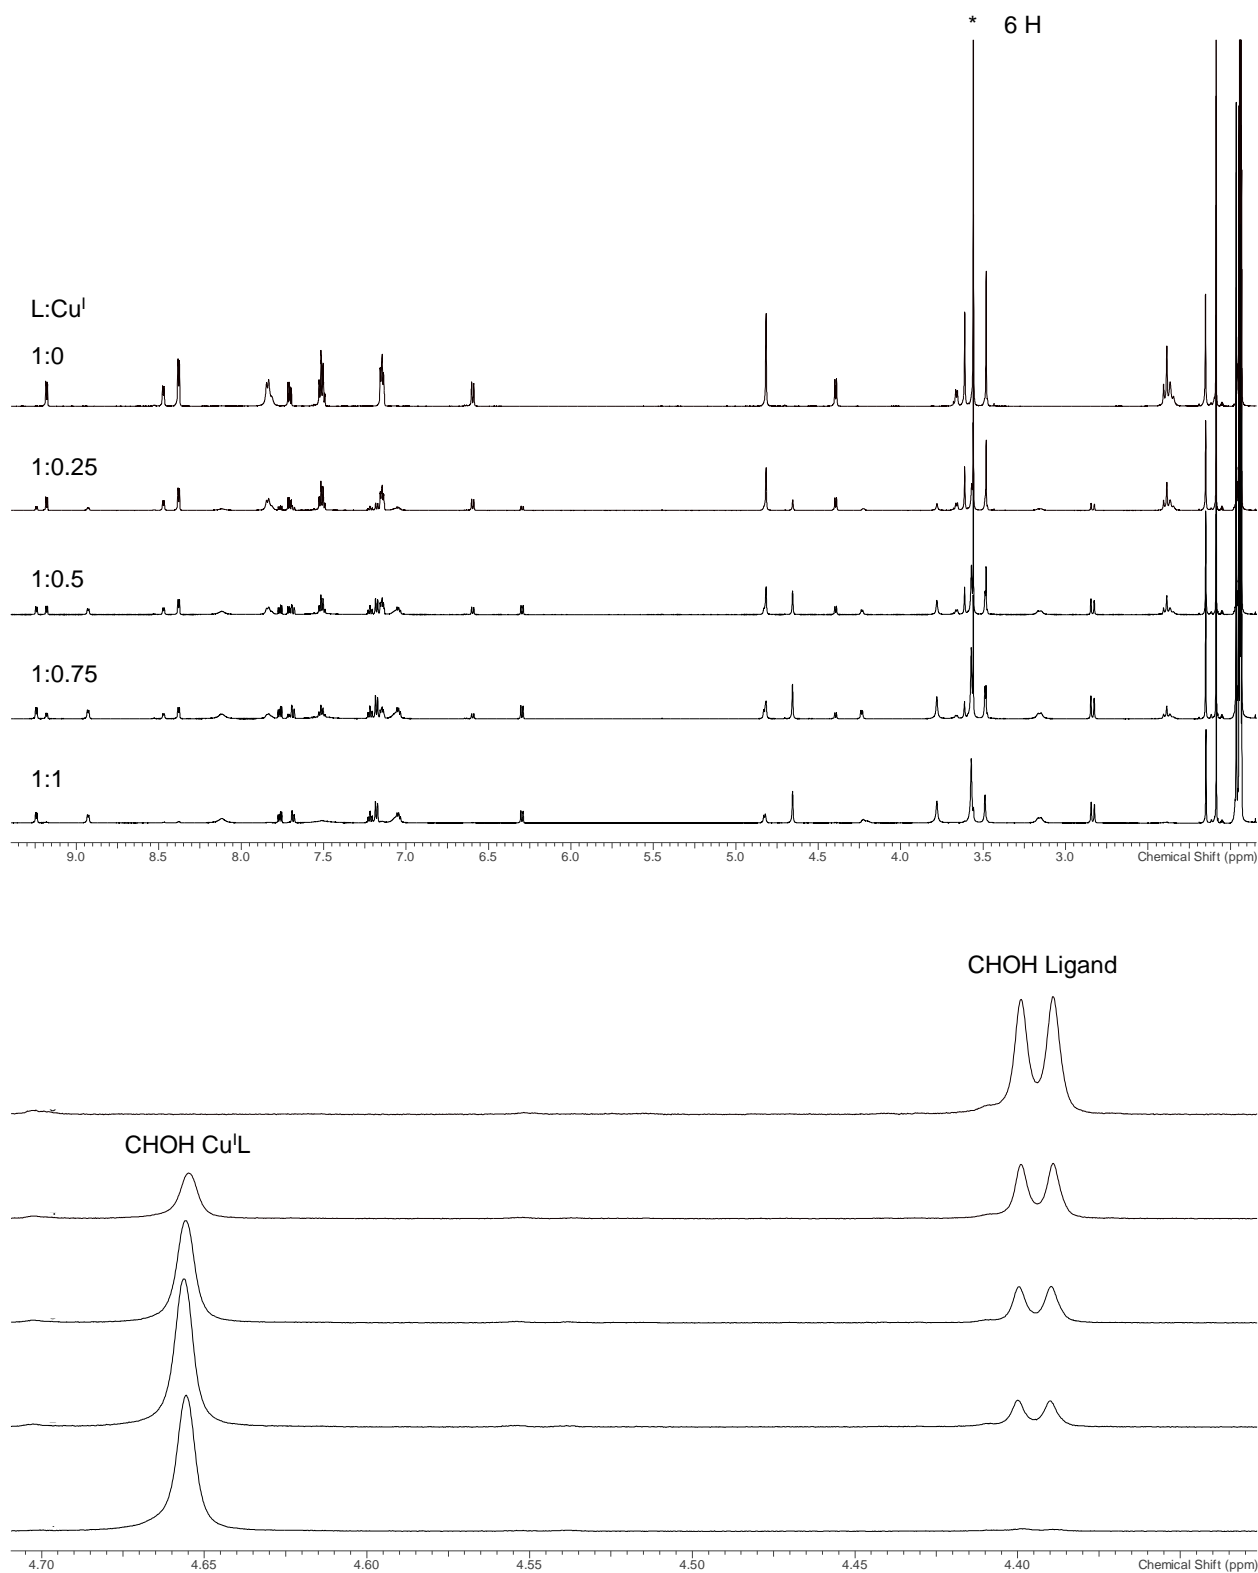 * 6 H
L:Cuᴵ
1:0
1:0.25
1:0.5
1:0.75
1:1
9.0 8.5 8.0 7.5 7.0 6.5 6.0 5.5 5.0 4.5 4.0 3.5 3.0 Chemical Shift (ppm)
CHOH Ligand
CHOH CuᴵL
4.70 4.65 4.60 4.55 4.50 4.45 4.40 Chemical Shift (ppm)